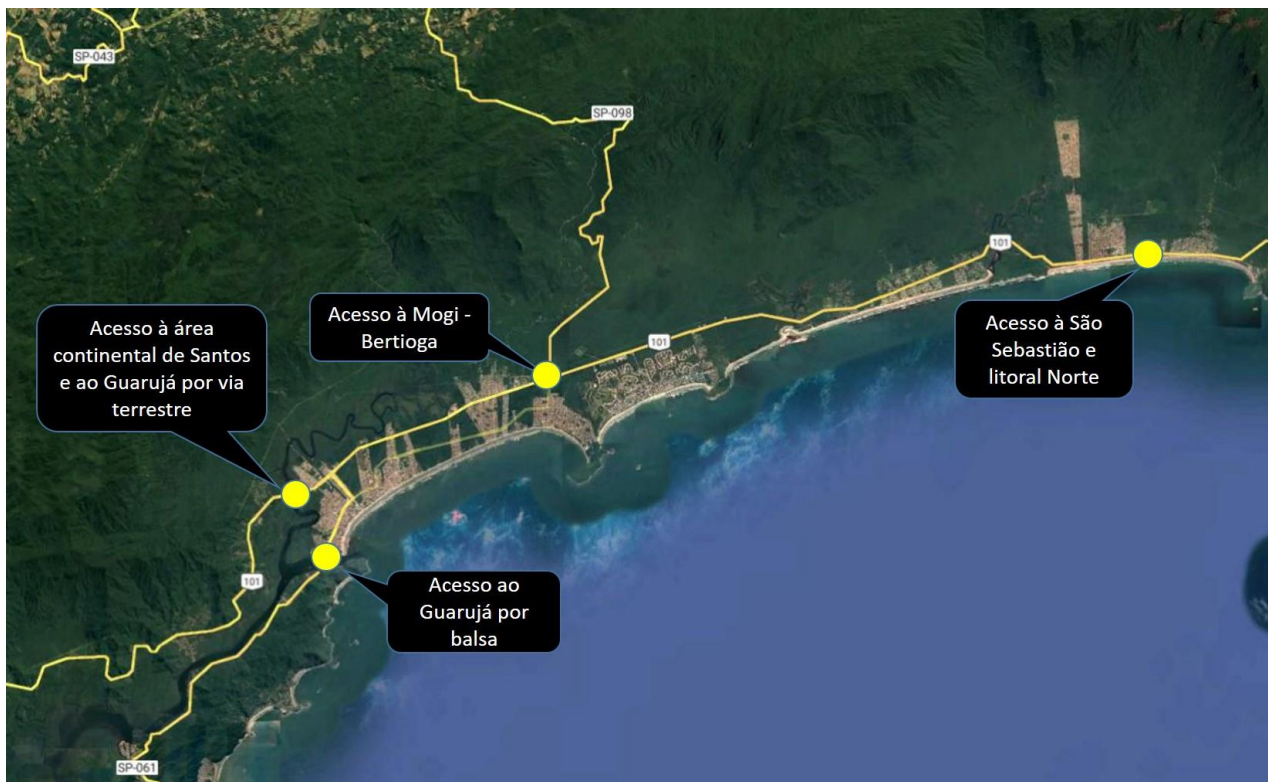 SP-043
SP-098
101
Acesso à área
continental de Santos
e ao Guarujá por via
terrestre
Acesso à Mogi -
Bertioga
101
Acesso à São
Sebastião e
litoral Norte
101
Acesso ao
Guarujá por
balsa
SP-061